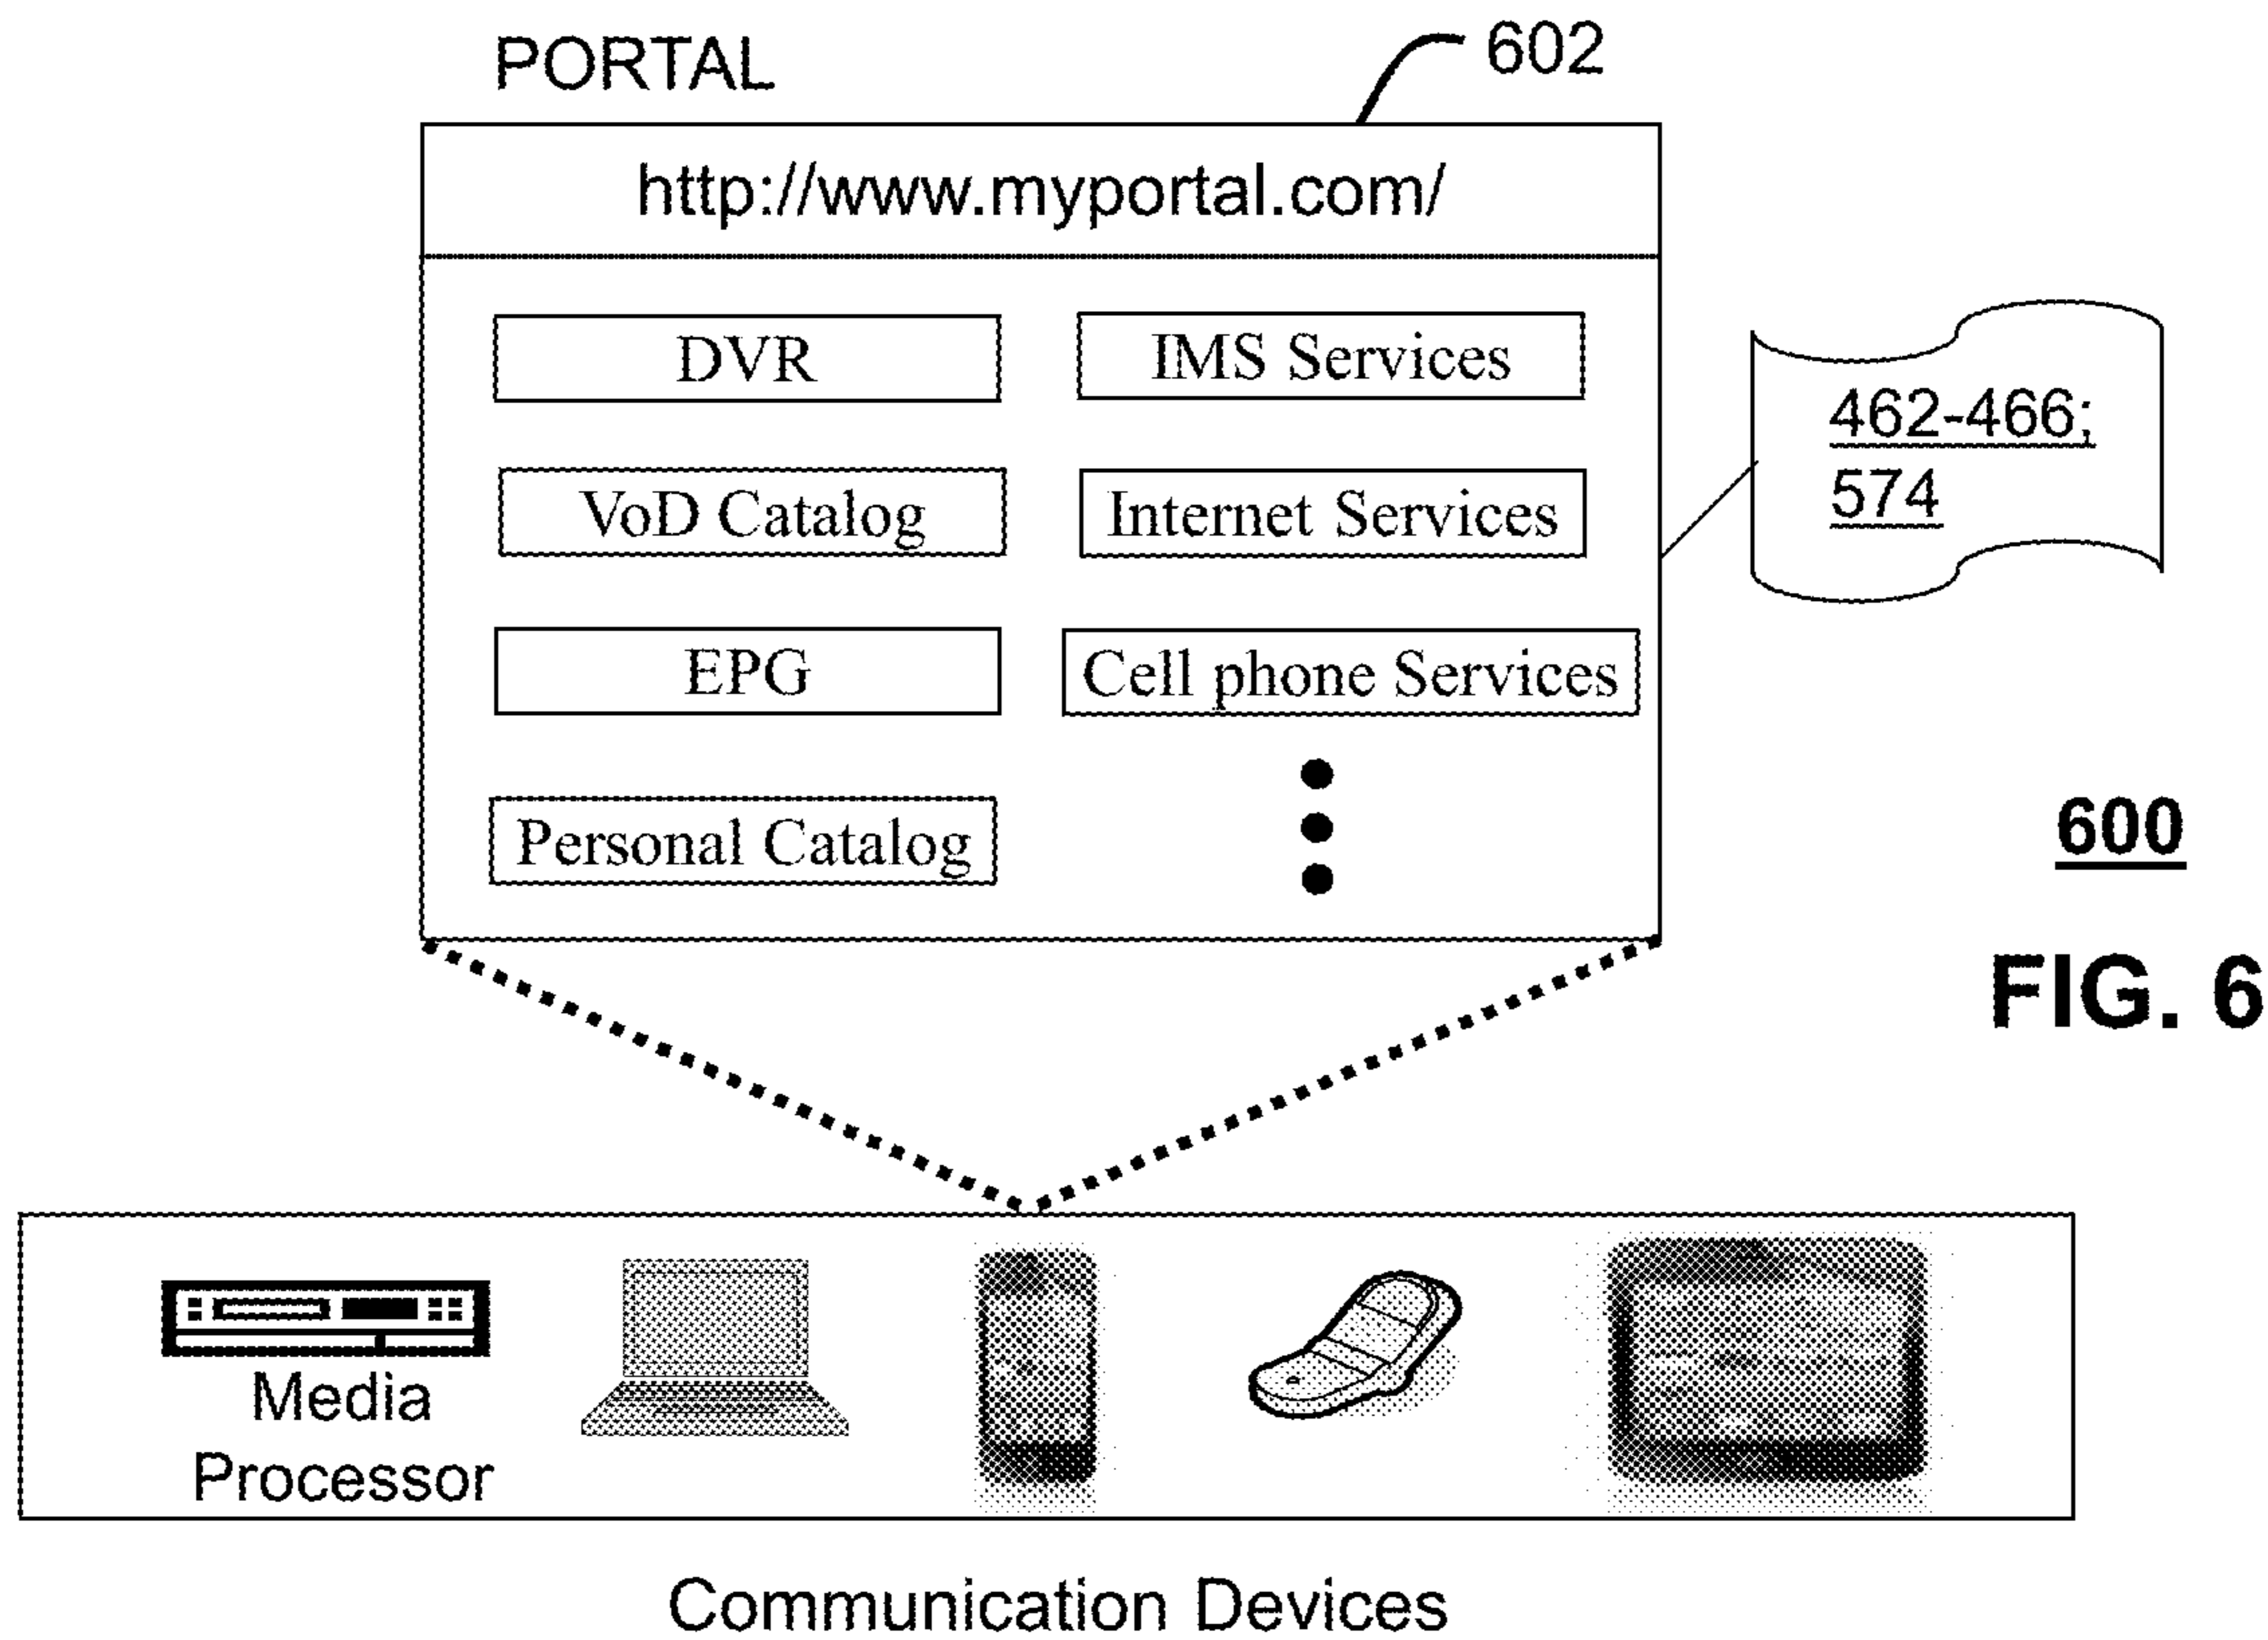 PORTAL
602
http://www.myportal.com/
DVR
IMS Services
VoD Catalog
Internet Services
EPG
Cell phone Services
Personal Catalog
462-466;
574
600
FIG. 6
Media
Processor
Communication Devices